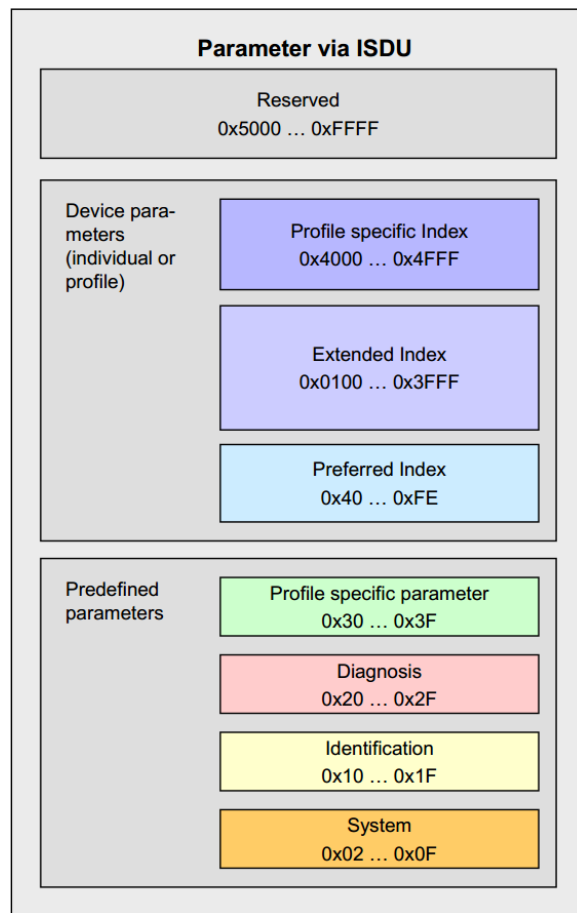 Parameter via ISDU
Reserved
0x5000 … 0xFFFF
Device para-
meters
(individual or
profile)
Profile specific Index
0x4000 … 0x4FFF
Extended Index
0x0100 … 0x3FFF
Preferred Index
0x40 … 0xFE
Predefined
parameters
Profile specific parameter
0x30 … 0x3F
Diagnosis
0x20 … 0x2F
Identification
0x10 … 0x1F
System
0x02 … 0x0F